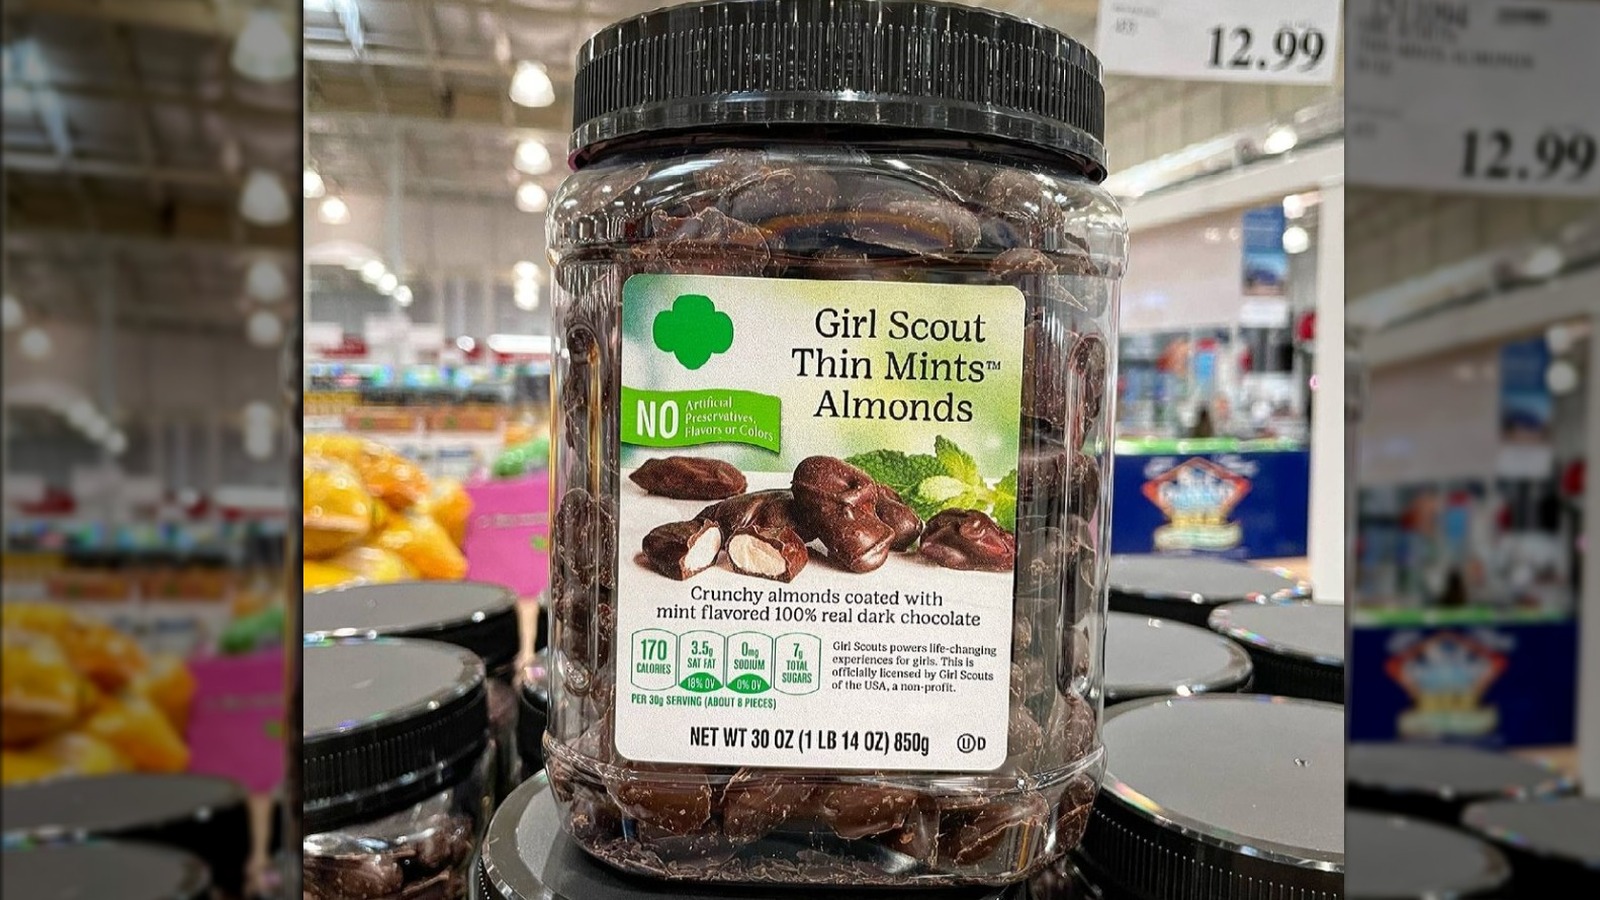 12.99
12.99
Girl Scout
Thin Mints™
Almonds
NO Artificial
Preservatives,
Flavors or Colors
Crunchy almonds coated with
mint flavored 100% real dark chocolate
170
CALORIES
3.5g
SAT FAT
18% DV
0mg
SODIUM
0% DV
7g
TOTAL
SUGARS
PER 30g SERVING (ABOUT 8 PIECES)
Girl Scouts powers life-changing
experiences for girls. This is
officially licensed by Girl Scouts
of the USA, a non-profit.
NET WT 30 OZ (1 LB 14 OZ) 850g
ⓊD